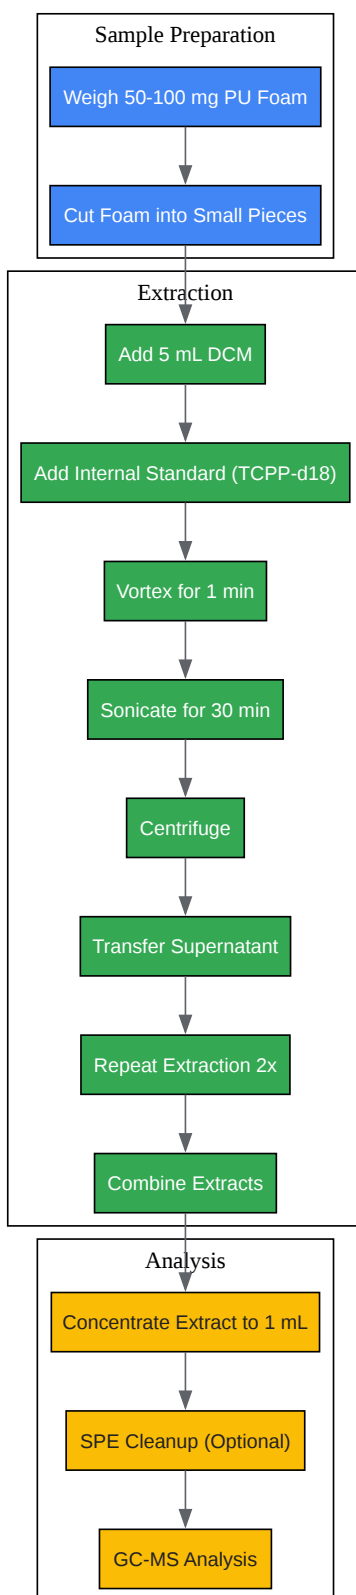 Sample Preparation
Weigh 50-100 mg PU Foam
Cut Foam into Small Pieces
Extraction
Add 5 mL DCM
Add Internal Standard (TCPP-d18)
Vortex for 1 min
Sonicate for 30 min
Centrifuge
Transfer Supernatant
Repeat Extraction 2x
Combine Extracts
Analysis
Concentrate Extract to 1 mL
SPE Cleanup (Optional)
GC-MS Analysis